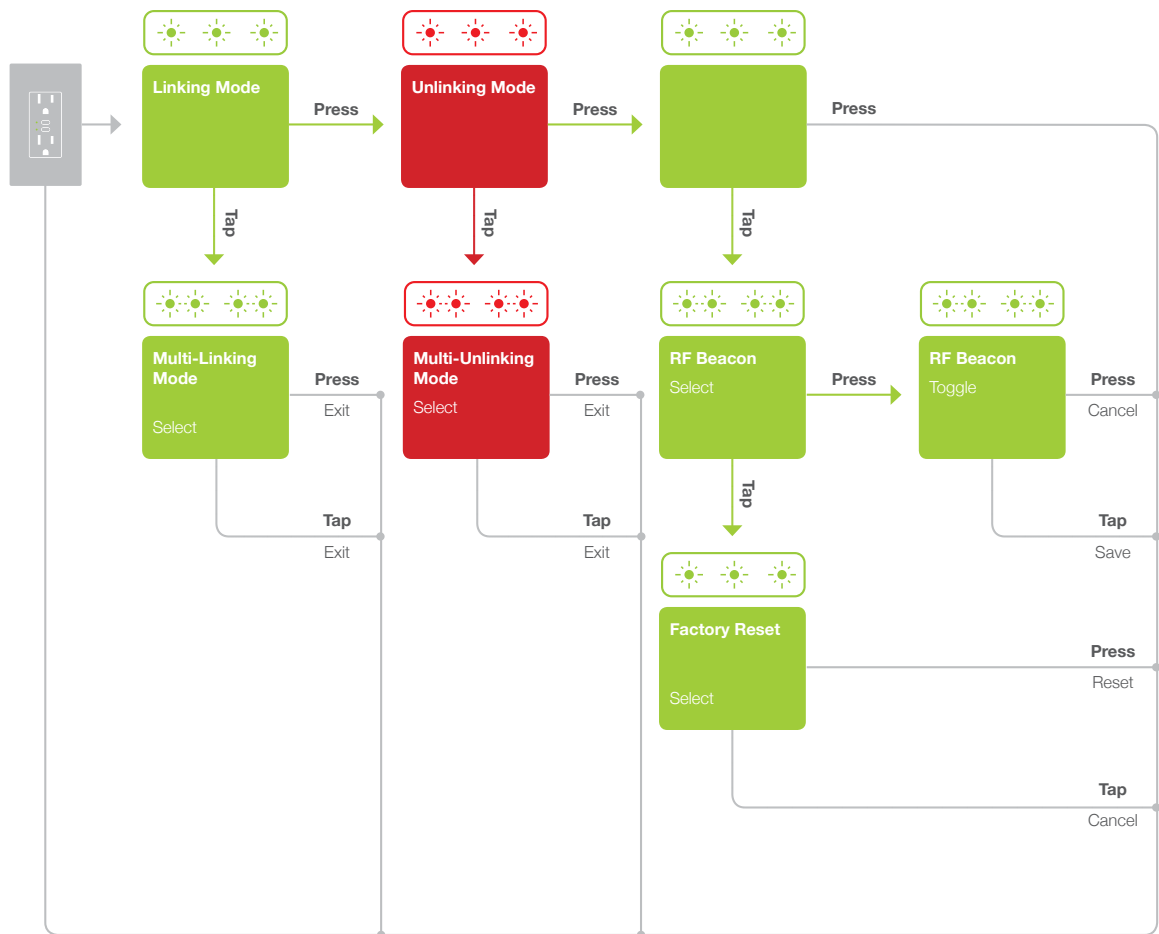 Linking Mode
Press
Unlinking Mode
Press
Press
Tap
Tap
Tap
Multi-Linking
Mode
Select
Press
Exit
Multi-Unlinking
Mode
Select
Press
Exit
RF Beacon
Select
Press
RF Beacon
Toggle
Press
Cancel
Tap
Exit
Tap
Exit
Tap
Tap
Save
Factory Reset
Select
Press
Reset
Tap
Cancel